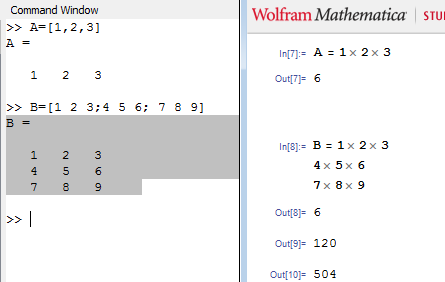 Command Window
>> A=[1,2,3]
A =
1 2 3
>> B=[1 2 3;4 5 6; 7 8 9]
B =
1 2 3
4 5 6
7 8 9
>>
Wolfram Mathematica | STU
In[7]:= A = 1 × 2 × 3
Out[7]= 6
In[8]:= B = 1 × 2 × 3
4 × 5 × 6
7 × 8 × 9
Out[8]= 6
Out[9]= 120
Out[10]= 504